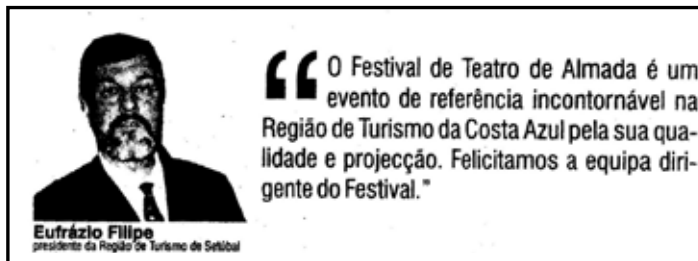 “ O Festival de Teatro de Almada é um
evento de referência incontornável na
Região de Turismo da Costa Azul pela sua qua-
lidade e projecção. Felicitamos a equipa diri-
gente do Festival."
Eufrázio Filipe
presidente da Região de Turismo de Setúbal